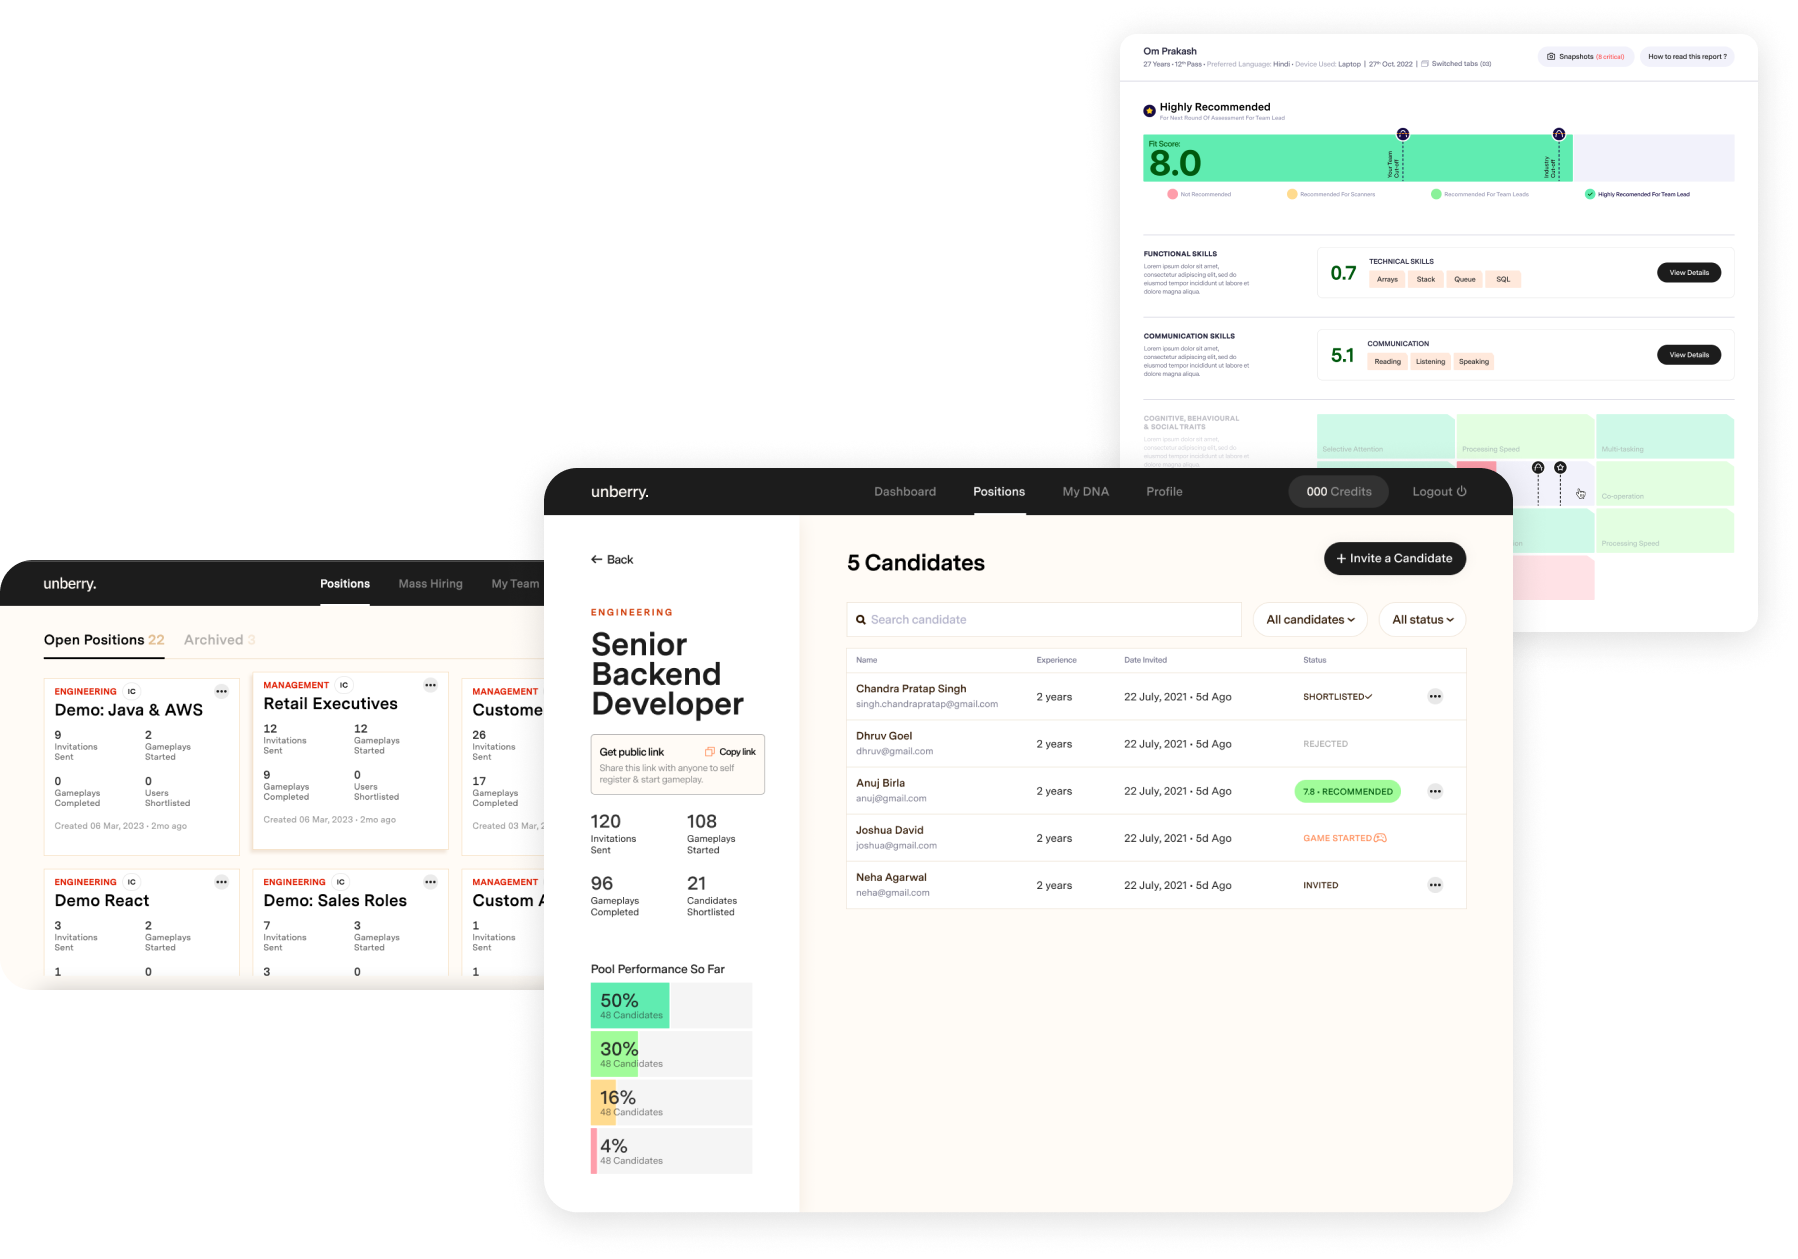 Om Prakash
27 Years • 12th Pass • Preferred Language: Hindi • Device Used: Laptop | 27th Oct, 2022 | Switched tabs (03)
Snapshots (8 critical)
How to read this report ?
Highly Recommended
For Next Round Of Assessment For Team Lead
Fit Score:
8.0
Your Team
Cut-off
Industry
Cut-off
Not Recommended
Recommended For Scanners
Recommended For Team Leads
Highly Recomended For Team Lead
FUNCTIONAL SKILLS
Lorem ipsum dolor sit amet,
consectetur adipiscing elit, sed do
eiusmod tempor incididunt ut labore et
dolore magna aliqua.
0.7
TECHNICAL SKILLS
Arrays
Stack
Queue
SQL
View Details
COMMUNICATION SKILLS
Lorem ipsum dolor sit amet,
consectetur adipiscing elit, sed do
eiusmod tempor incididunt ut labore et
dolore magna aliqua.
5.1
COMMUNICATION
Reading
Listening
Speaking
View Details
COGNITIVE, BEHAVIOURAL
& SOCIAL TRAITS
Lorem ipsum dolor sit amet,
consectetur adipiscing elit, sed do
eiusmod tempor incididunt ut labore et
dolore magna aliqua.
Selective Attention
Processing Speed
Multi-tasking
Co-operation
Processing Speed
unberry.
Positions
Mass Hiring
My Team
Open Positions 22
Archived 3
ENGINEERING IC
Demo: Java & AWS
9
Invitations
Sent
2
Gameplays
Started
0
Gameplays
Completed
0
Users
Shortlisted
Created 06 Mar, 2023 • 2mo ago
MANAGEMENT IC
Retail Executives
12
Invitations
Sent
12
Gameplays
Started
9
Gameplays
Completed
0
Users
Shortlisted
Created 06 Mar, 2023 • 2mo ago
MANAGEMENT
Custome
26
Invitations
Sent
17
Gameplays
Completed
Created 03 Mar, 2
ENGINEERING IC
Demo React
3
Invitations
Sent
2
Gameplays
Started
1
0
ENGINEERING IC
Demo: Sales Roles
7
Invitations
Sent
3
Gameplays
Started
3
0
MANAGEMENT
Custom A
1
Invitations
Sent
1
unberry.
Dashboard
Positions
My DNA
Profile
000 Credits
Logout
Back
ENGINEERING
Senior
Backend
Developer
Get public link
Copy link
Share this link with anyone to self
register & start gameplay.
120
Invitations
Sent
108
Gameplays
Started
96
Gameplays
Completed
21
Candidates
Shortlisted
Pool Performance So Far
50%
48 Candidates
30%
48 Candidates
16%
48 Candidates
4%
48 Candidates
5 Candidates
+ Invite a Candidate
Search candidate
All candidates
All status
Name Experience Date Invited Status
Chandra Pratap Singh
singh.chandrapratap@gmail.com
2 years
22 July, 2021 • 5d Ago
SHORTLISTED
Dhruv Goel
dhruv@gmail.com
2 years
22 July, 2021 • 5d Ago
REJECTED
Anuj Birla
anuj@gmail.com
2 years
22 July, 2021 • 5d Ago
7.8 • RECOMMENDED
Joshua David
joshua@gmail.com
2 years
22 July, 2021 • 5d Ago
GAME STARTED
Neha Agarwal
neha@gmail.com
2 years
22 July, 2021 • 5d Ago
INVITED